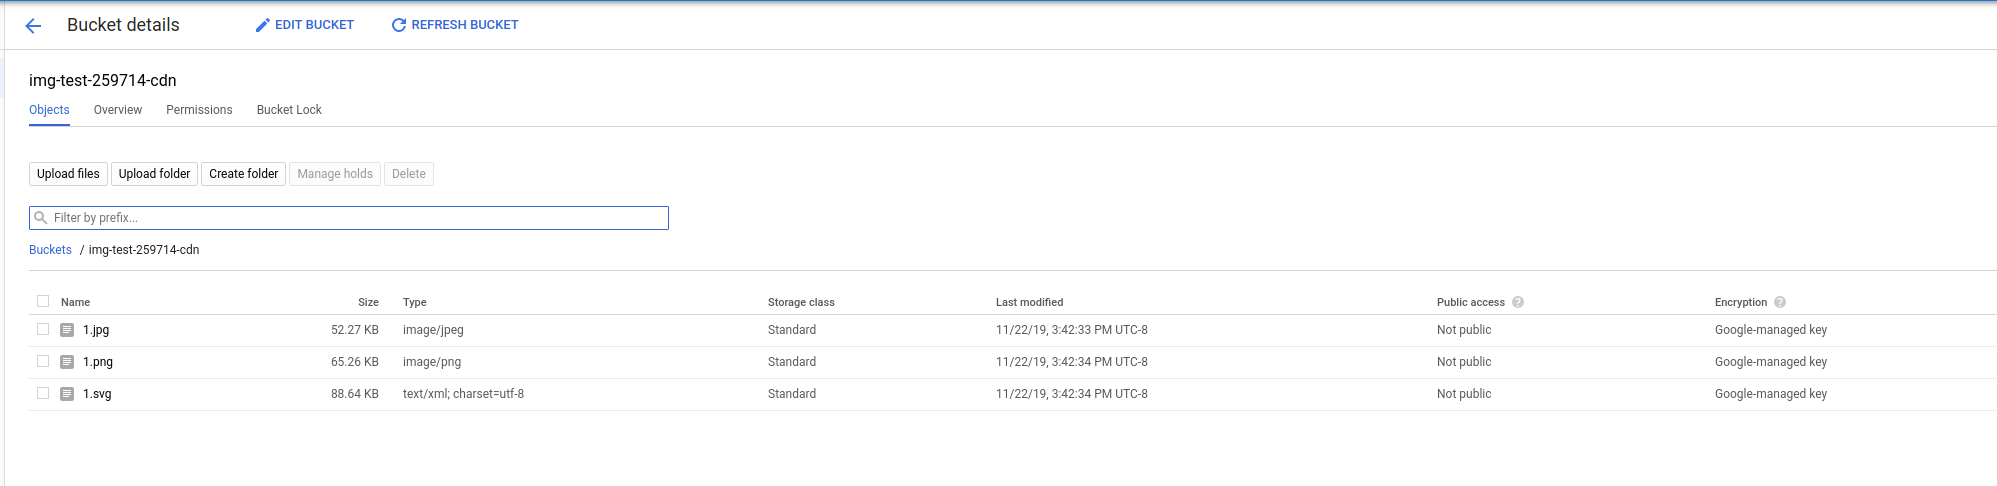 Bucket details EDIT BUCKET REFRESH BUCKET
img-test-259714-cdn
Objects Overview Permissions Bucket Lock
Upload files Upload folder Create folder Manage holds Delete
Filter by prefix...
Buckets / img-test-259714-cdn
Name Size Type Storage class Last modified Public access ? Encryption ?
1.jpg 52.27 KB image/jpeg Standard 11/22/19, 3:42:33 PM UTC-8 Not public Google-managed key
1.png 65.26 KB image/png Standard 11/22/19, 3:42:34 PM UTC-8 Not public Google-managed key
1.svg 88.64 KB text/xml; charset=utf-8 Standard 11/22/19, 3:42:34 PM UTC-8 Not public Google-managed key